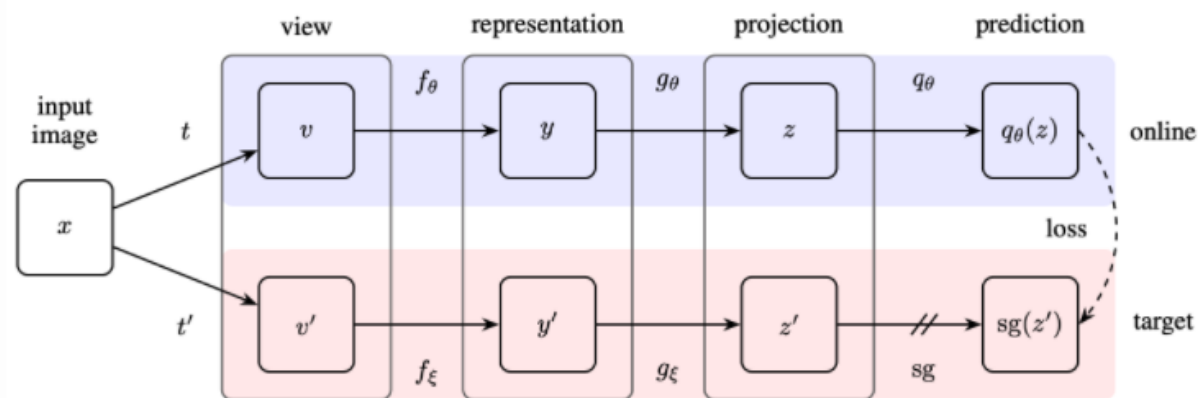 view
representation
projection
prediction
input
image
t
f_θ
g_θ
q_θ
v
y
z
q_θ(z)
online
x
loss
t′
v′
y′
z′
sg(z′)
target
f_ξ
g_ξ
sg